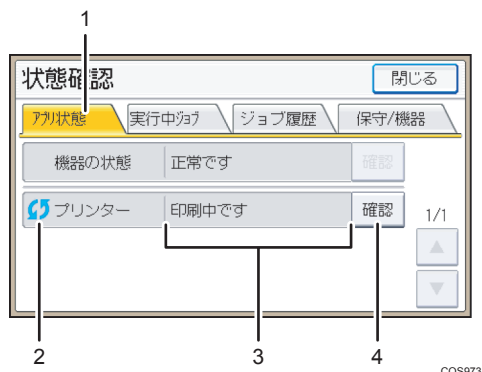 1
状態確認
閉じる
ｱﾌﾟﾘ状態
実行中ｼﾞｮﾌﾞ
ジョブ履歴
保守/機器
機器の状態
正常です
確認
プリンター
印刷中です
確認
1/1
2
3
4
COS973